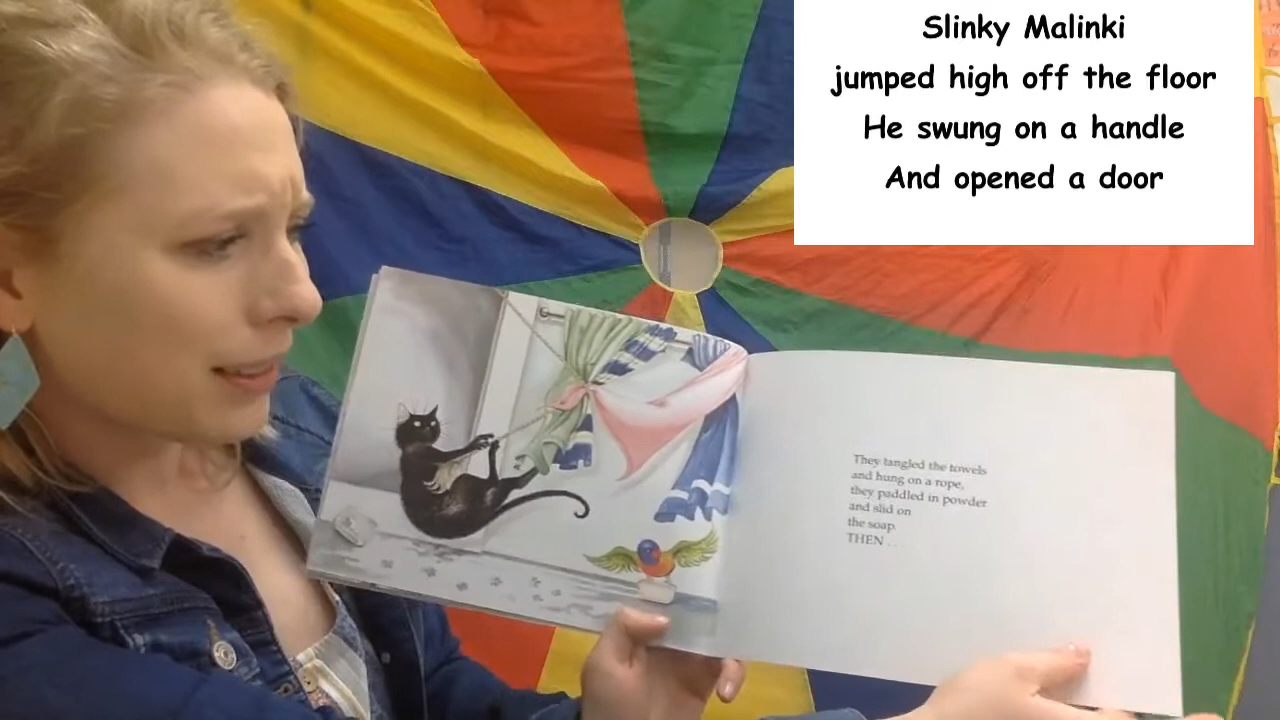 Slinky Malinki
jumped high off the floor
He swung on a handle
And opened a door
They tangled the towels
and hung on a rope,
they paddled in powder
and slid on
the soap.
THEN . . .